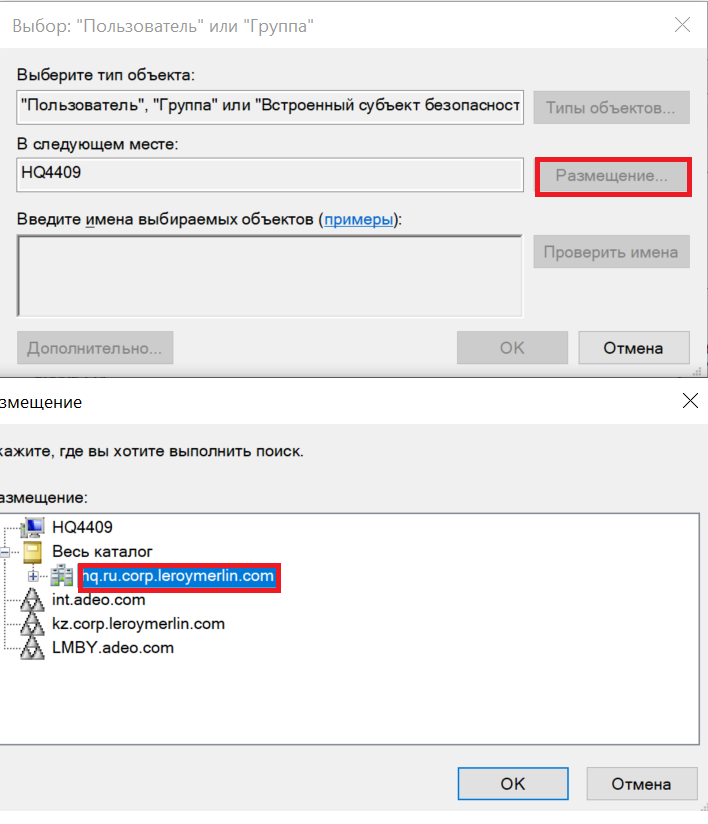 Выбор: "Пользователь" или "Группа"
Выберите тип объекта:
"Пользователь", "Группа" или "Встроенный субъект безопасност
Типы объектов...
В следующем месте:
HQ4409
Размещение...
Введите имена выбираемых объектов (примеры):
Проверить имена
Дополнительно...
OK
Отмена
змещение
кажите, где вы хотите выполнить поиск.
азмещение:
HQ4409
Весь каталог
hq.ru.corp.leroymerlin.com
int.adeo.com
kz.corp.leroymerlin.com
LMBY.adeo.com
OK
Отмена